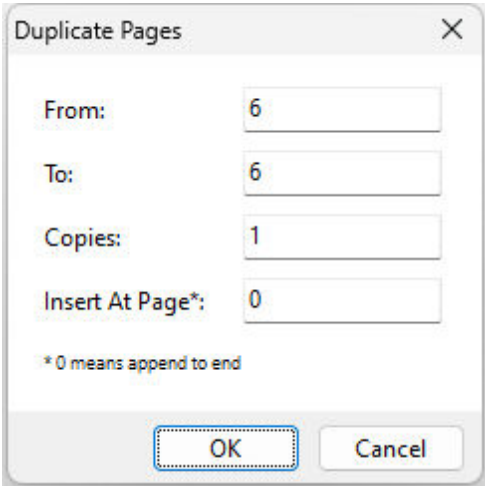 Duplicate Pages
From: 6
To: 6
Copies: 1
Insert At Page*: 0
* 0 means append to end
OK Cancel